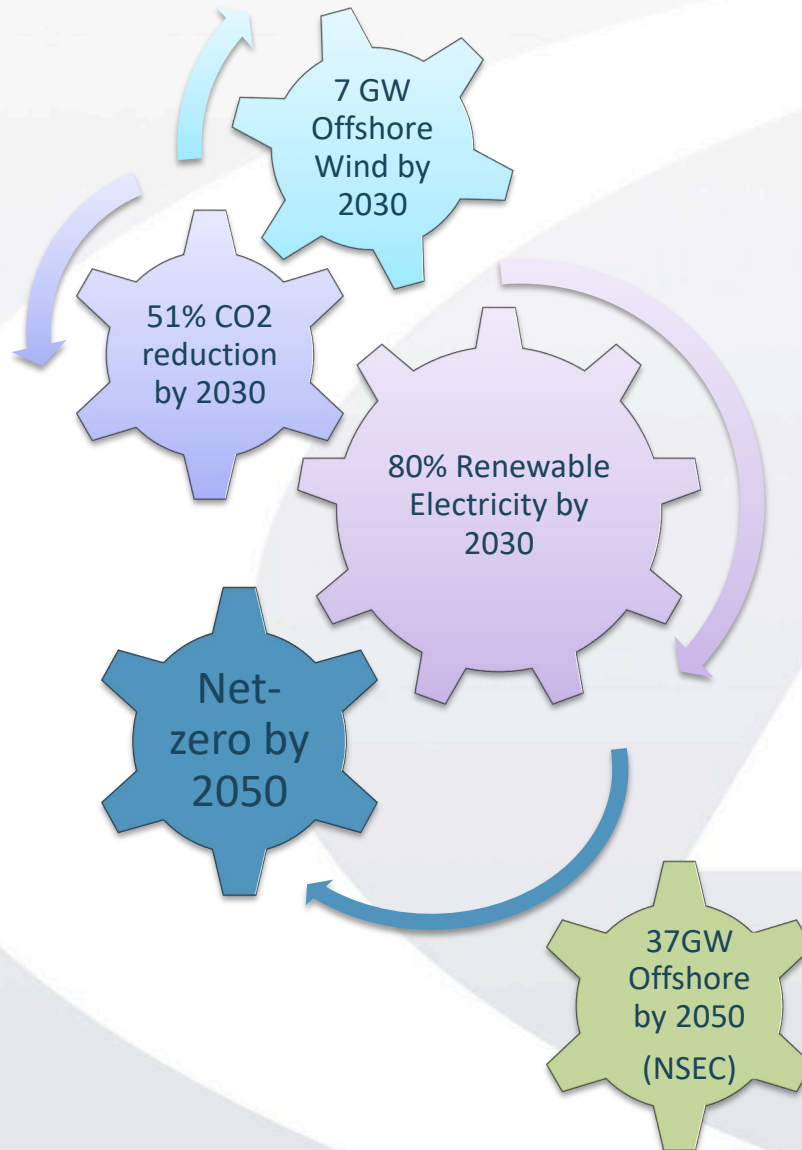 7 GW
Offshore
Wind by
2030
51% CO2
reduction
by 2030
80% Renewable
Electricity by
2030
Net-
zero by
2050
37GW
Offshore
by 2050
(NSEC)